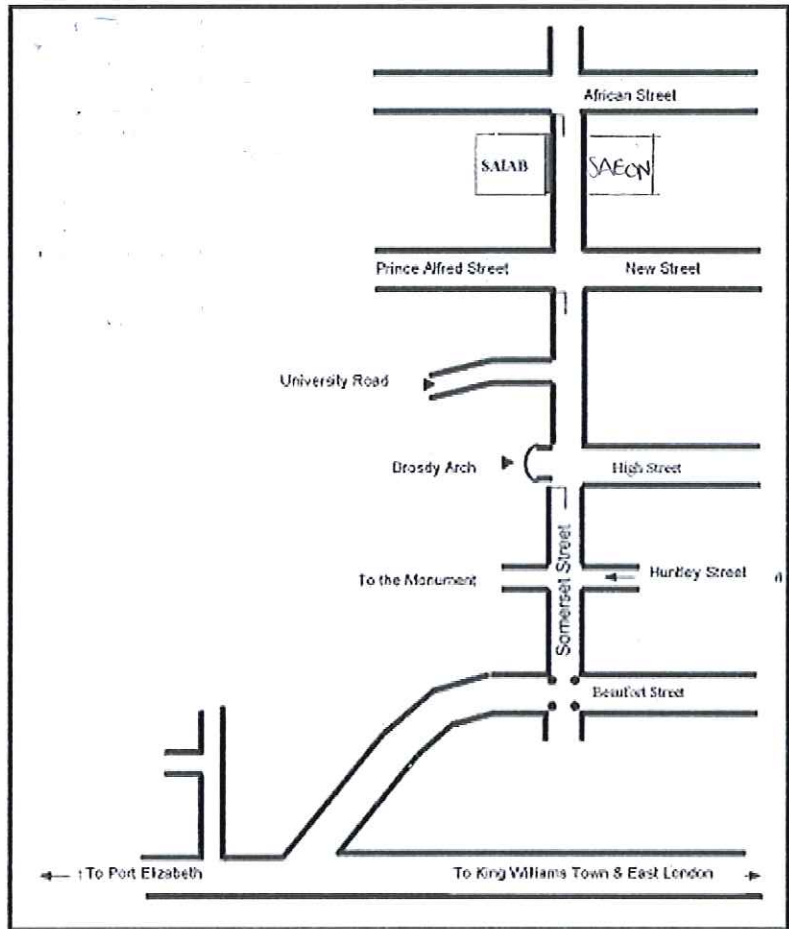 African Street
SAIAB
SAEON
Prince Alfred Street
New Street
University Road
Drosdy Arch
High Street
Somerset Street
To the Monument
Huntley Street
Beaufort Street
To Port Elizabeth
To King Williams Town & East London